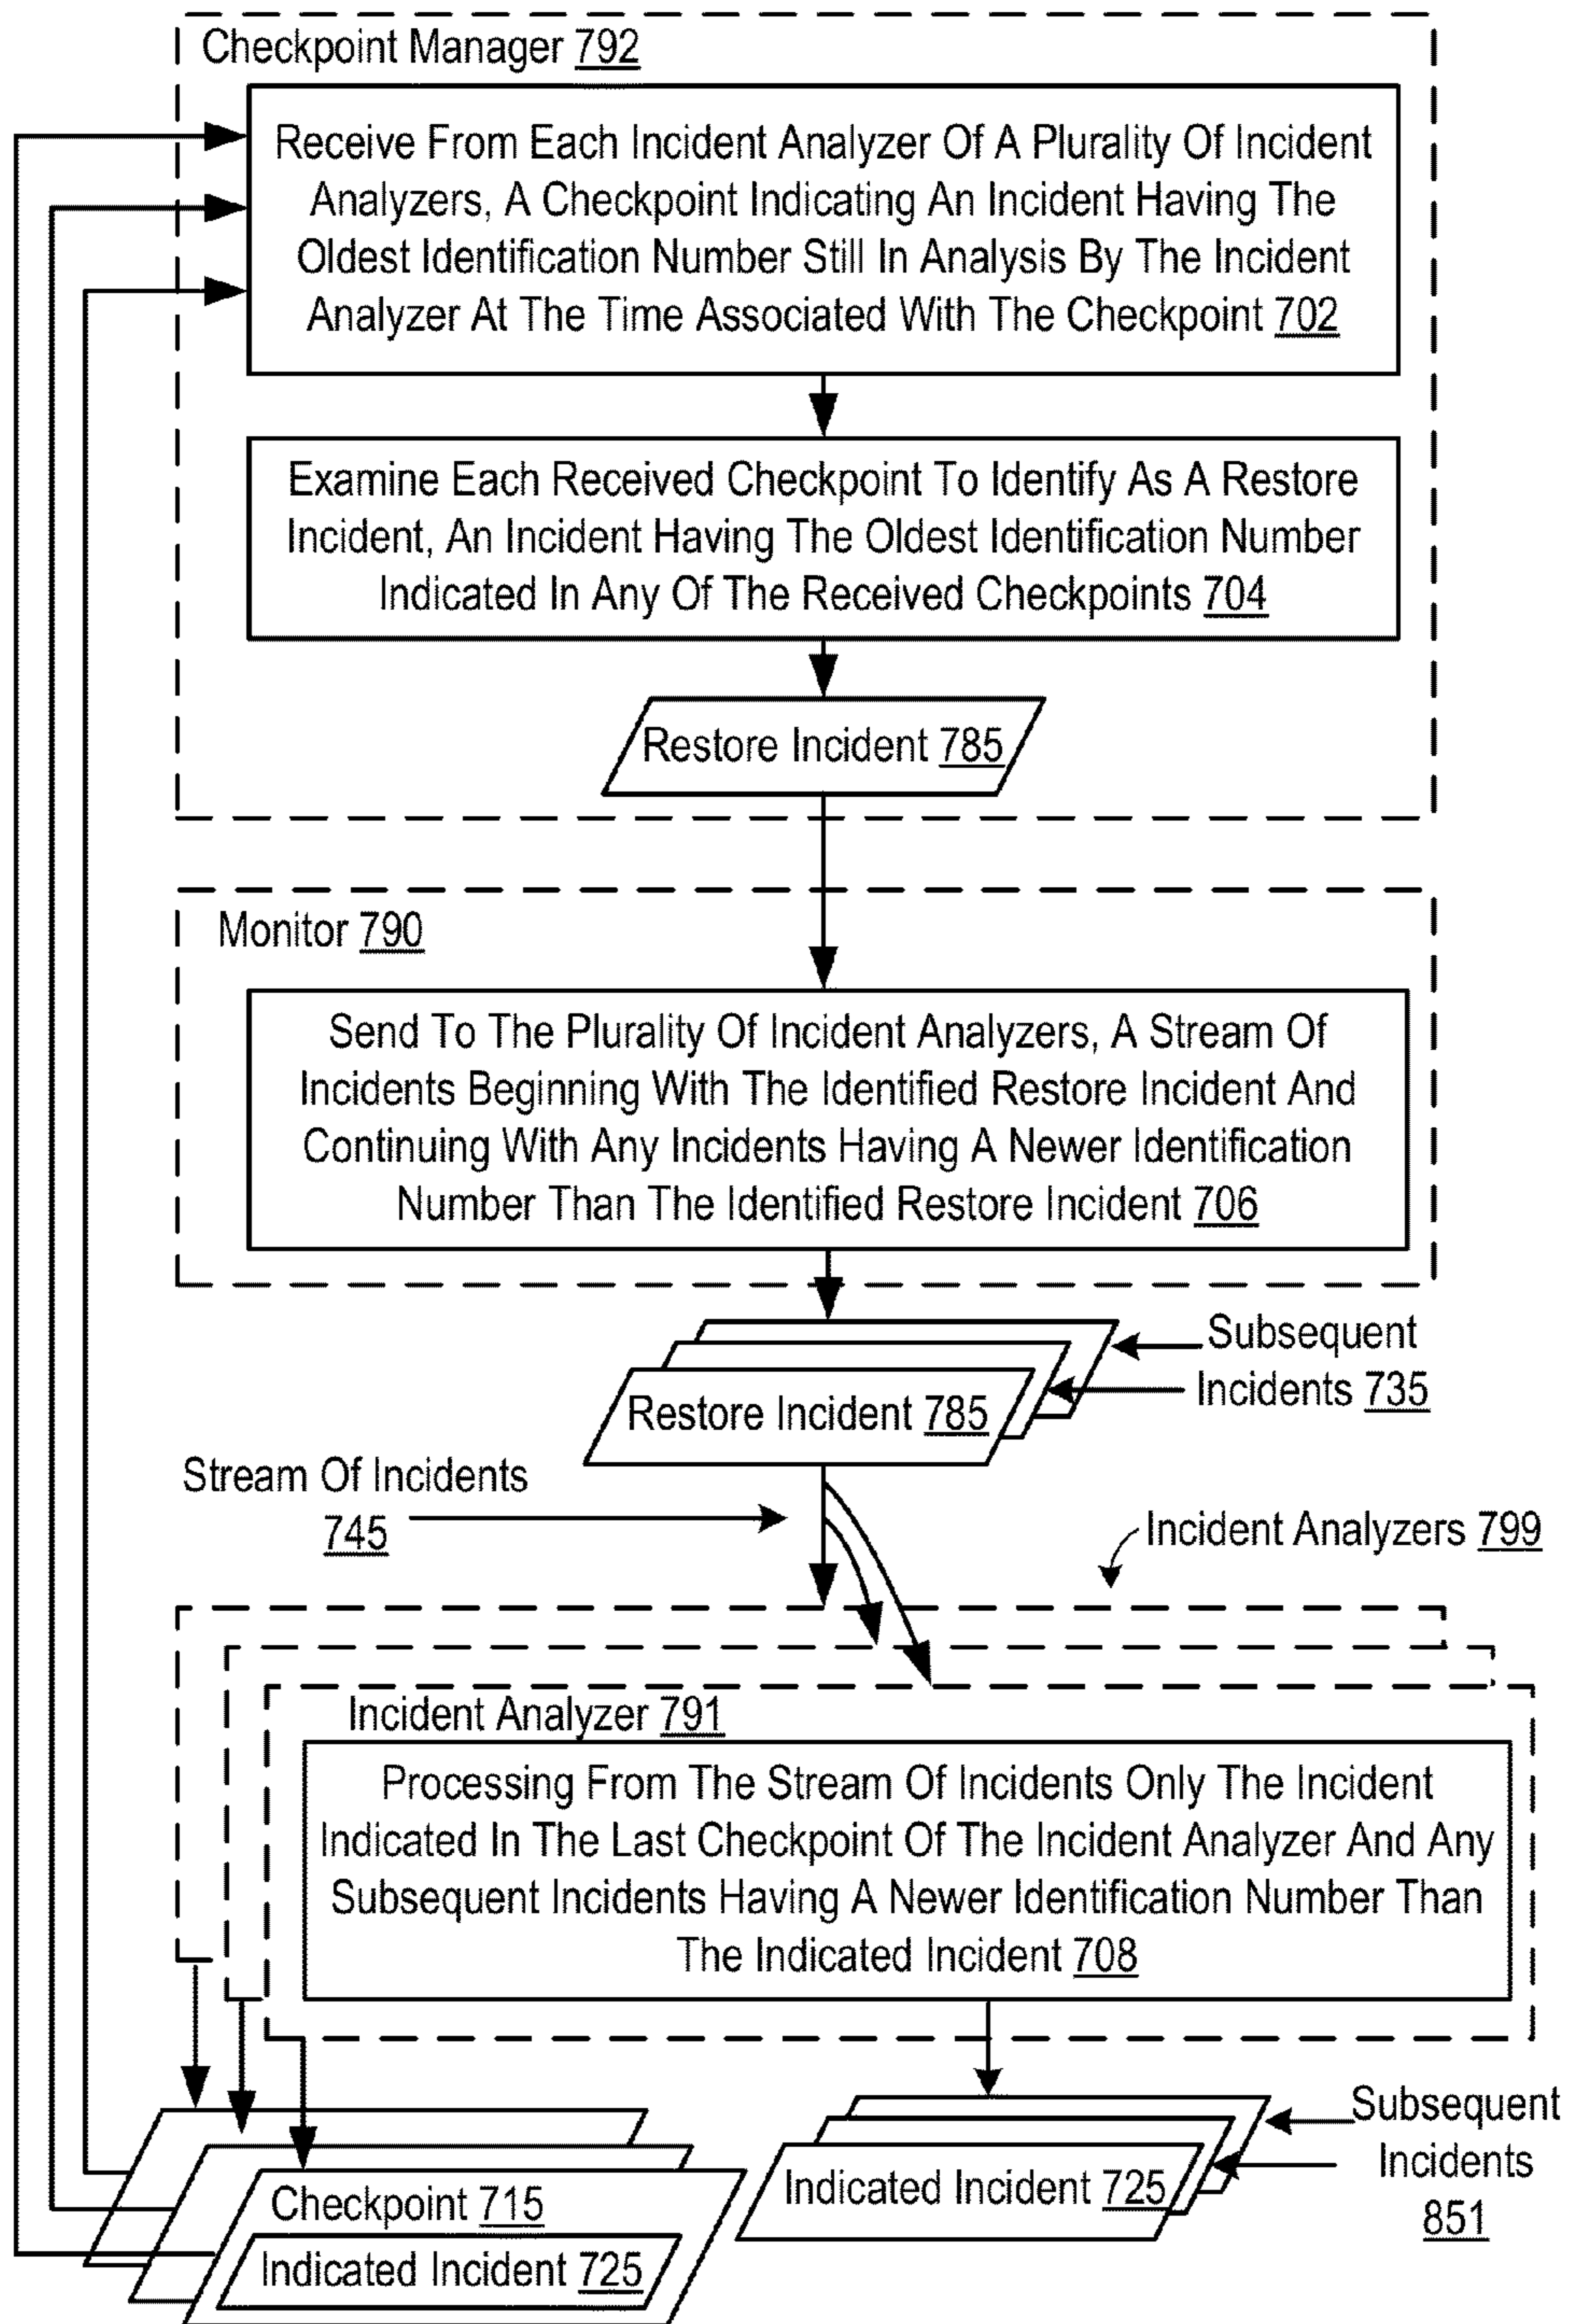 Checkpoint Manager 792
Receive From Each Incident Analyzer Of A Plurality Of Incident
Analyzers, A Checkpoint Indicating An Incident Having The
Oldest Identification Number Still In Analysis By The Incident
Analyzer At The Time Associated With The Checkpoint 702
Examine Each Received Checkpoint To Identify As A Restore
Incident, An Incident Having The Oldest Identification Number
Indicated In Any Of The Received Checkpoints 704
Restore Incident 785
Monitor 790
Send To The Plurality Of Incident Analyzers, A Stream Of
Incidents Beginning With The Identified Restore Incident And
Continuing With Any Incidents Having A Newer Identification
Number Than The Identified Restore Incident 706
Subsequent
Incidents 735
Restore Incident 785
Stream Of Incidents
745
Incident Analyzers 799
Incident Analyzer 791
Processing From The Stream Of Incidents Only The Incident
Indicated In The Last Checkpoint Of The Incident Analyzer And Any
Subsequent Incidents Having A Newer Identification Number Than
The Indicated Incident 708
Subsequent
Incidents
851
Indicated Incident 725
Checkpoint 715
Indicated Incident 725